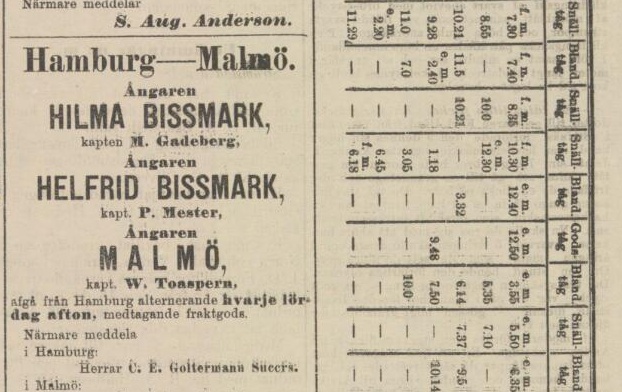 Närmare meddelar
S. Aug. Anderson.
Hamburg—Malmö.
Ångaren
HILMA BISSMARK,
kapten M. Gadeberg,
Ångaren
HELFRID BISSMARK,
kapt. P. Mester,
Ångaren
MALMÖ,
kapt. W. Toaspern,
afgå från Hamburg alternerande hvarje lör-
dag afton, medtagande fraktgods.
Närmare meddela
i Hamburg:
Herrar C. E. Goltermann Succrs.
i Malmö:
Snäll-tåg f. m. 7.30 8.55 10.21 9.28 11.0 e. m. 2.20 11.29
Bland. tåg f. m. 7.40 — 11.5 e. m. 2.40 7.0 — —
Snäll-tåg f. m. 8.35 10.0 10.21 — — — —
Snäll-tåg f. m. 10.30 e. m. 12.30 — 1.18 3.05 6.45 f. m. 6.18
Bland. tåg e. m. 12.40 — 3.32 — — — —
Gods-tåg e. m. 12.50 — — 9.48 — — —
Bland. tåg e. m. 3.55 5.35 6.14 7.50 10.0 — —
Snäll-tåg e. m. 5.50 7.10 7.37 — — — —
Bland. tåg e. m. 6.35 — 9.5 10.14 — — —